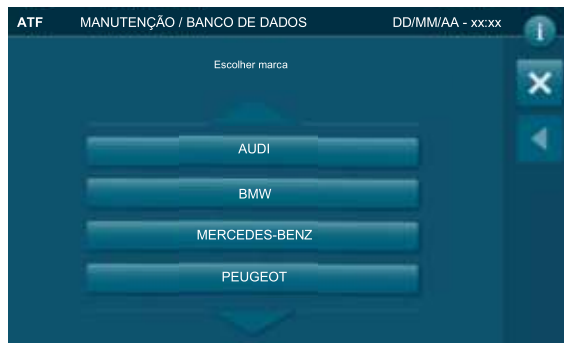 ATF MANUTENÇÃO / BANCO DE DADOS DD/MM/AA - xx:xx
Escolher marca
AUDI
BMW
MERCEDES-BENZ
PEUGEOT